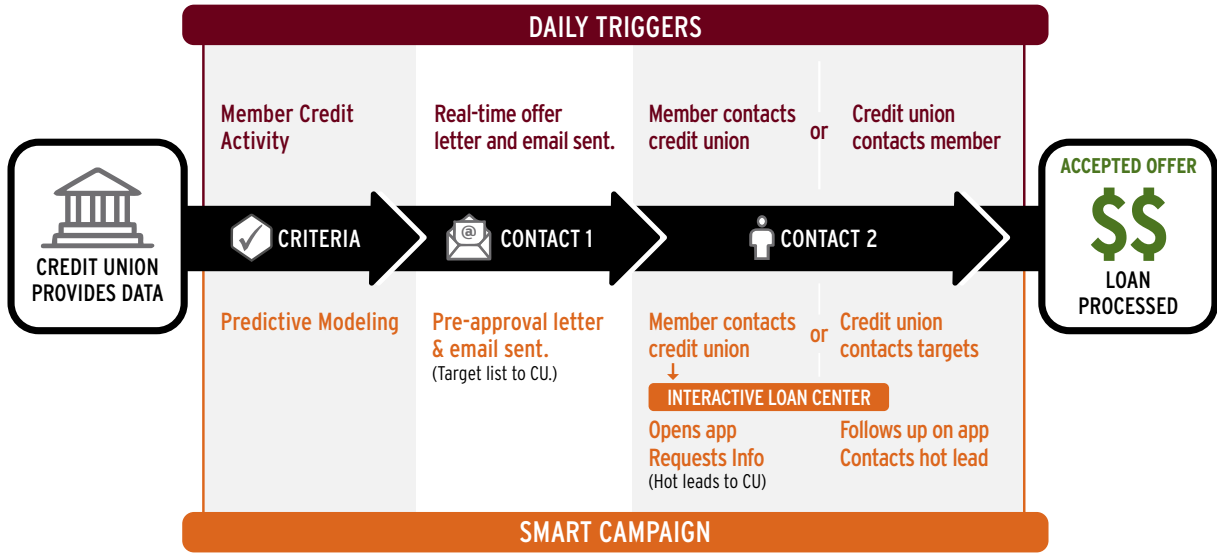 DAILY TRIGGERS
Member Credit
Activity
Real-time offer
letter and email sent.
Member contacts
credit union
or
Credit union
contacts member
CREDIT UNION
PROVIDES DATA
CRITERIA
@
CONTACT 1
CONTACT 2
ACCEPTED OFFER
$$
LOAN
PROCESSED
Predictive Modeling
Pre-approval letter
& email sent.
(Target list to CU.)
Member contacts
credit union
or
Credit union
contacts targets
INTERACTIVE LOAN CENTER
Opens app
Requests Info
(Hot leads to CU)
Follows up on app
Contacts hot lead
SMART CAMPAIGN